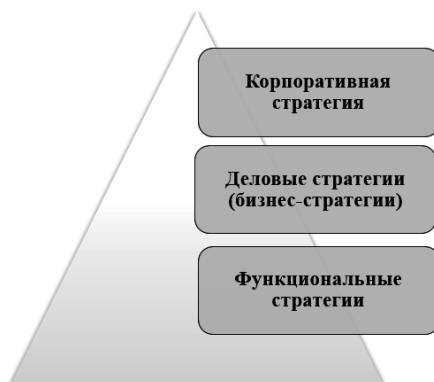 Корпоративная
стратегия
Деловые стратегии
(бизнес-стратегии)
Функциональные
стратегии